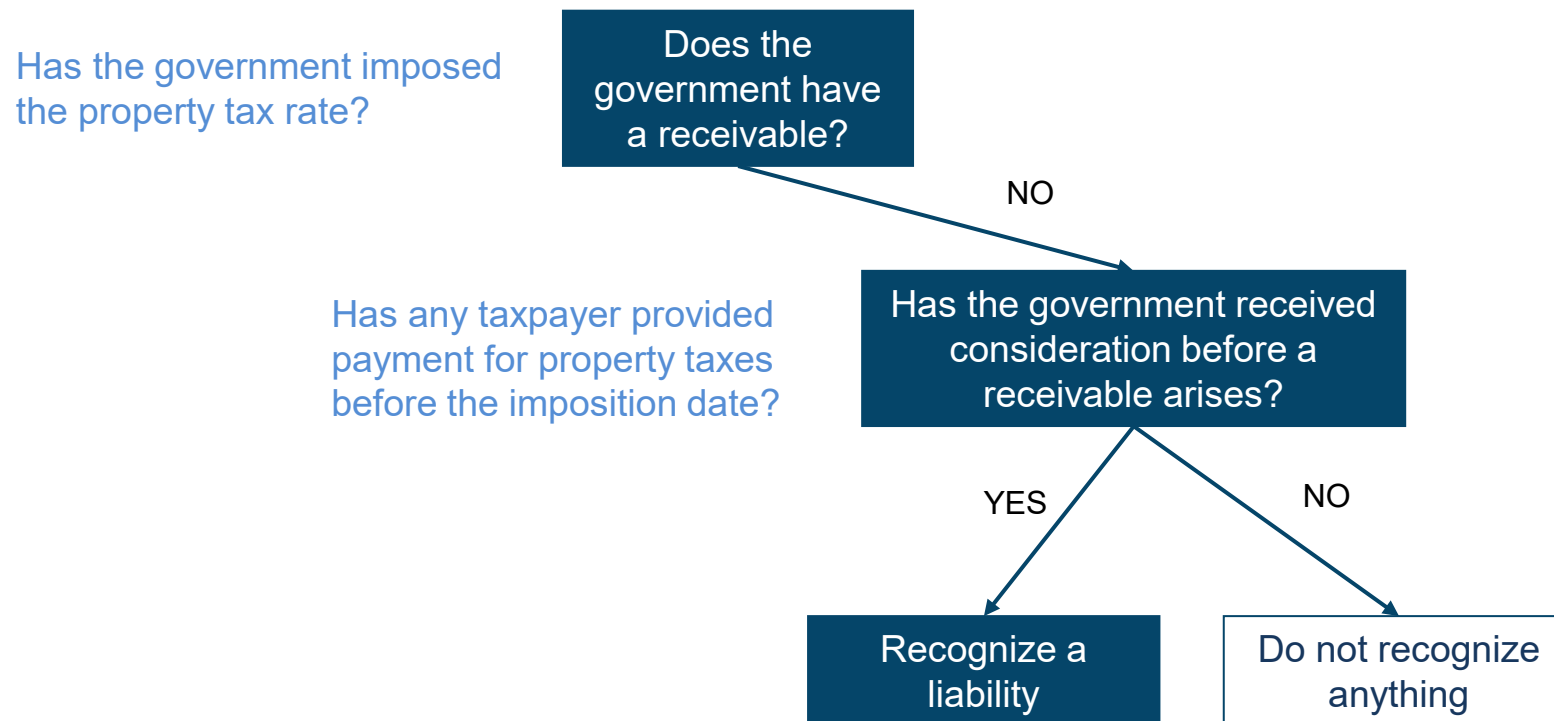 Has the government imposed
the property tax rate?
Does the
government have
a receivable?
NO
Has any taxpayer provided
payment for property taxes
before the imposition date?
Has the government received
consideration before a
receivable arises?
YES
NO
Recognize a
liability
Do not recognize
anything